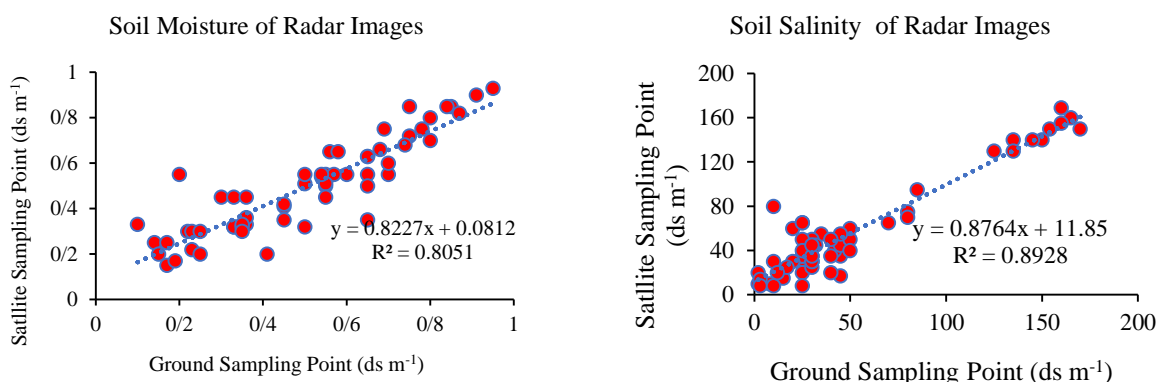 Soil Moisture of Radar Images
Satllite Sampling Point (ds m⁻¹)
1
0/8
0/6
0/4
0/2
0
y = 0.8227x + 0.0812
R² = 0.8051
0 0/2 0/4 0/6 0/8 1
Ground Sampling Point (ds m⁻¹)
Soil Salinity of Radar Images
Satllite Sampling Point
(ds m⁻¹)
200
160
120
80
40
0
y = 0.8764x + 11.85
R² = 0.8928
0 50 100 150 200
Ground Sampling Point (ds m⁻¹)